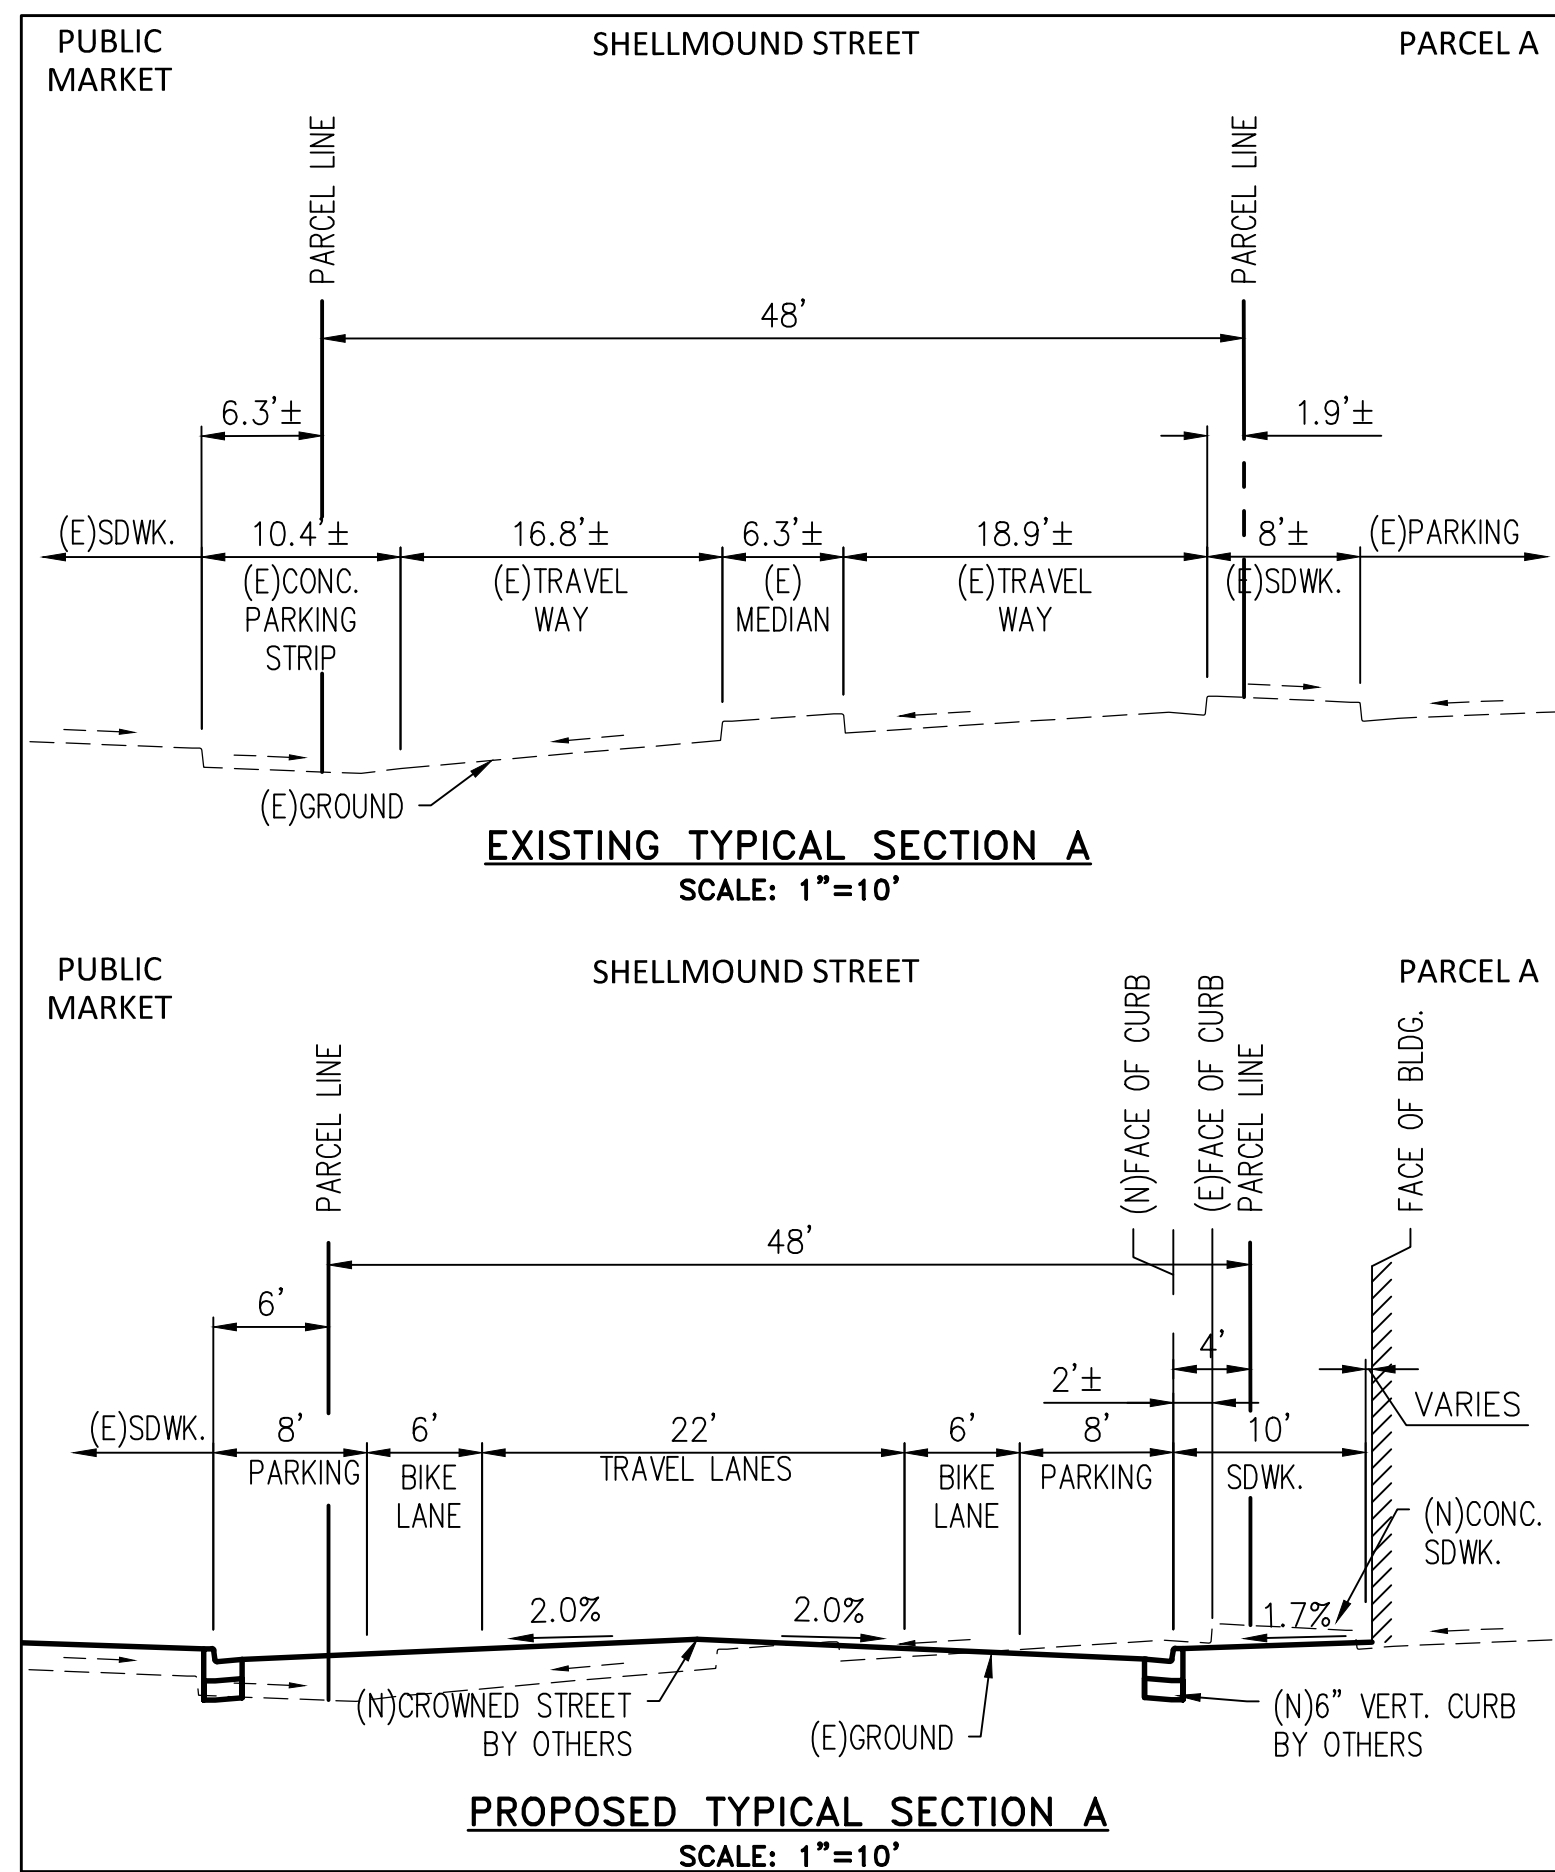 PUBLIC
MARKET
SHELLMOUND STREET
PARCEL A
PARCEL LINE
PARCEL LINE
48'
6.3'±
1.9'±
(E)SDWK.
10.4'±
(E)CONC.
PARKING
STRIP
16.8'±
(E)TRAVEL
WAY
6.3'±
(E)
MEDIAN
18.9'±
(E)TRAVEL
WAY
8'±
(E)SDWK.
(E)PARKING
(E)GROUND
EXISTING TYPICAL SECTION A
SCALE: 1"=10'
PUBLIC
MARKET
SHELLMOUND STREET
PARCEL A
PARCEL LINE
(N)FACE OF CURB
(E)FACE OF CURB
PARCEL LINE
FACE OF BLDG.
48'
6'
4'
2'±
VARIES
(E)SDWK.
8'
PARKING
6'
BIKE
LANE
22'
TRAVEL LANES
6'
BIKE
LANE
8'
PARKING
10'
SDWK.
(N)CONC.
SDWK.
2.0%
2.0%
1.7%
(N)CROWNED STREET
BY OTHERS
(E)GROUND
(N)6" VERT. CURB
BY OTHERS
PROPOSED TYPICAL SECTION A
SCALE: 1"=10'